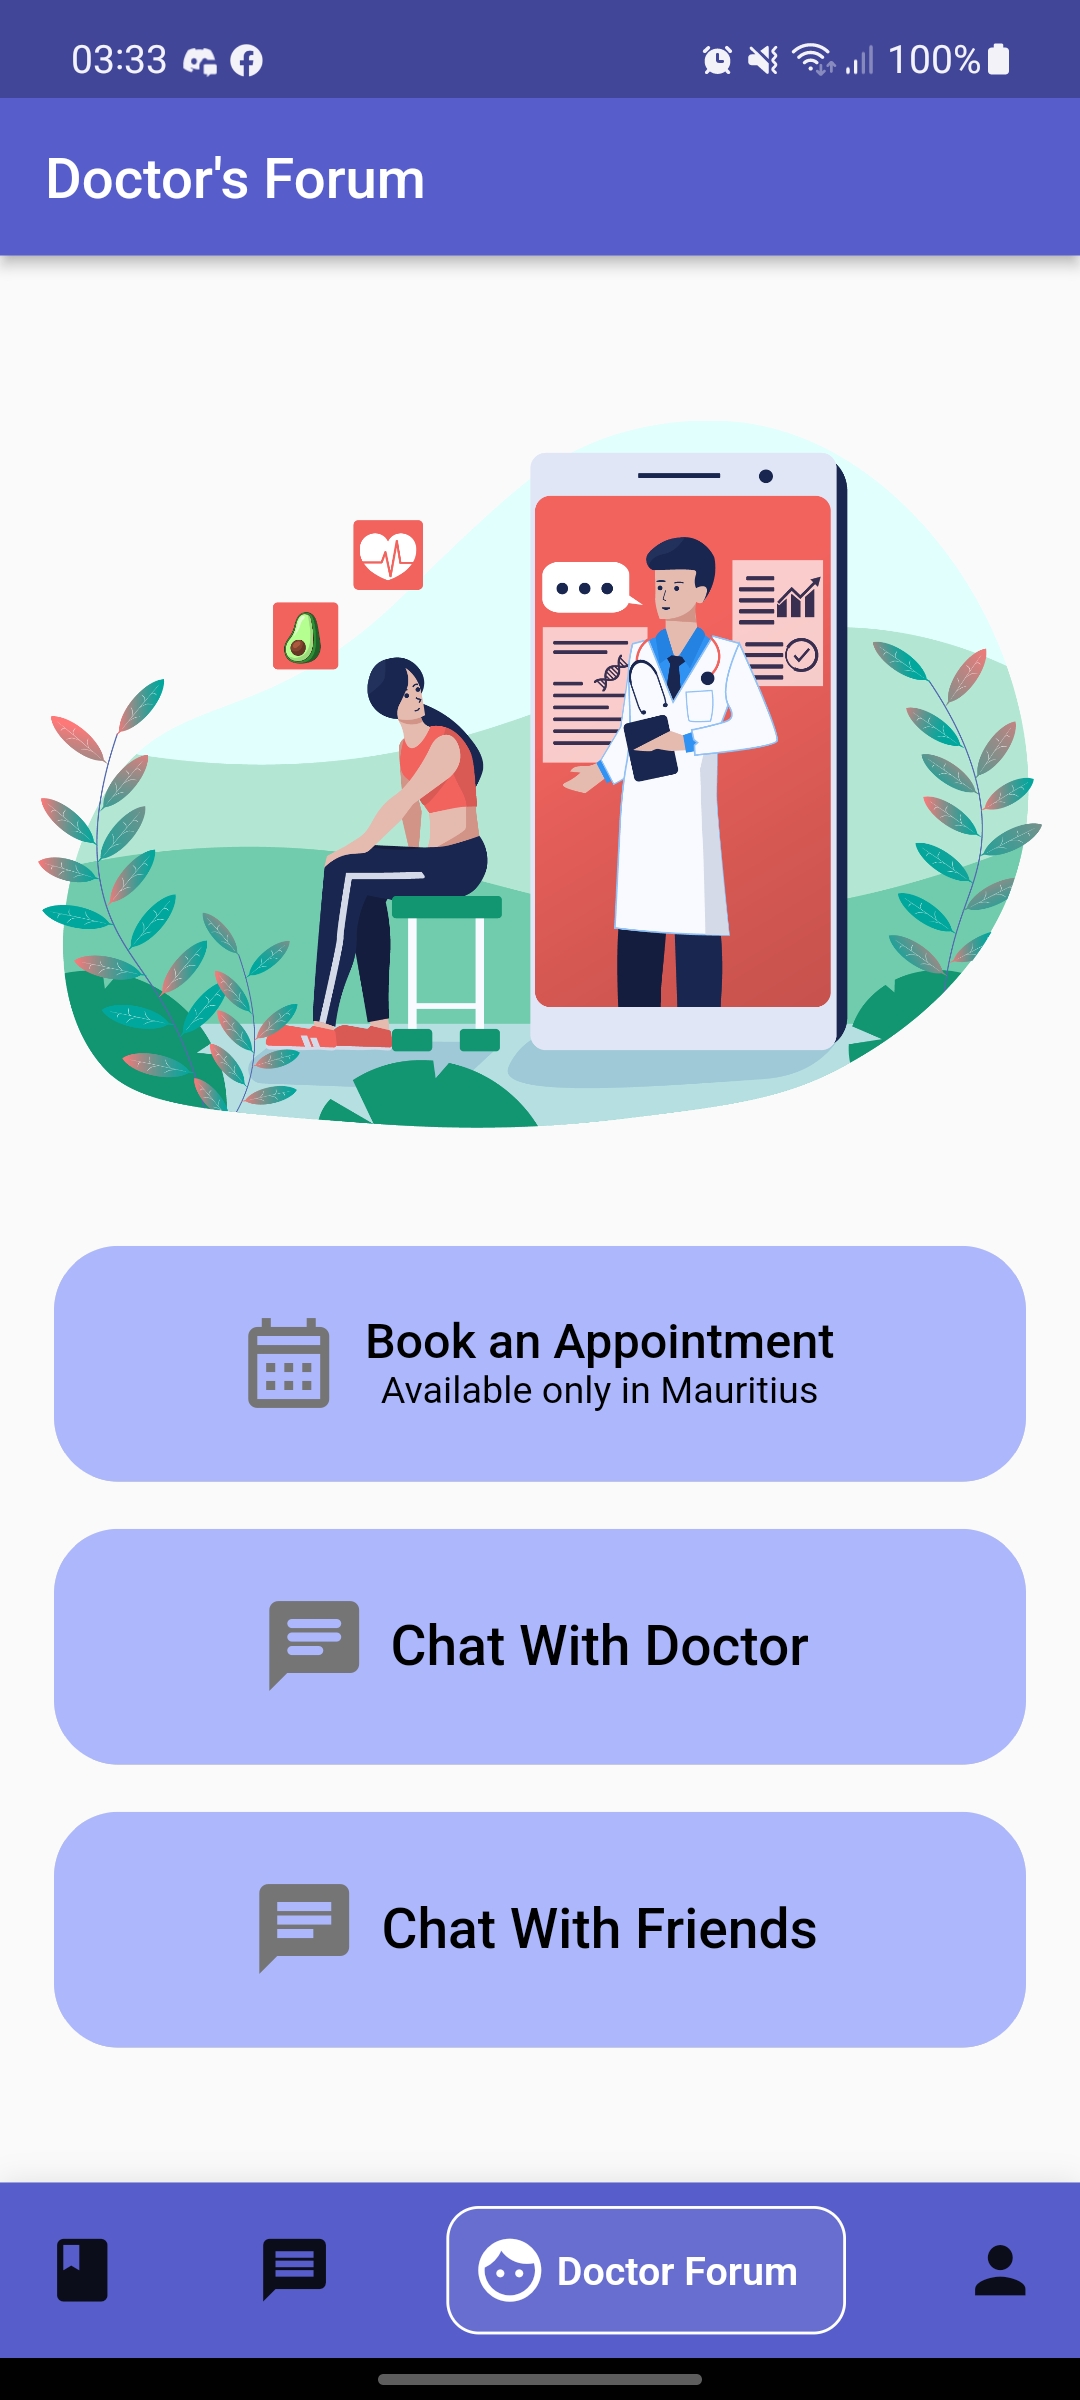 03:33
100%
Doctor's Forum
Book an Appointment
Available only in Mauritius
Chat With Doctor
Chat With Friends
Doctor Forum